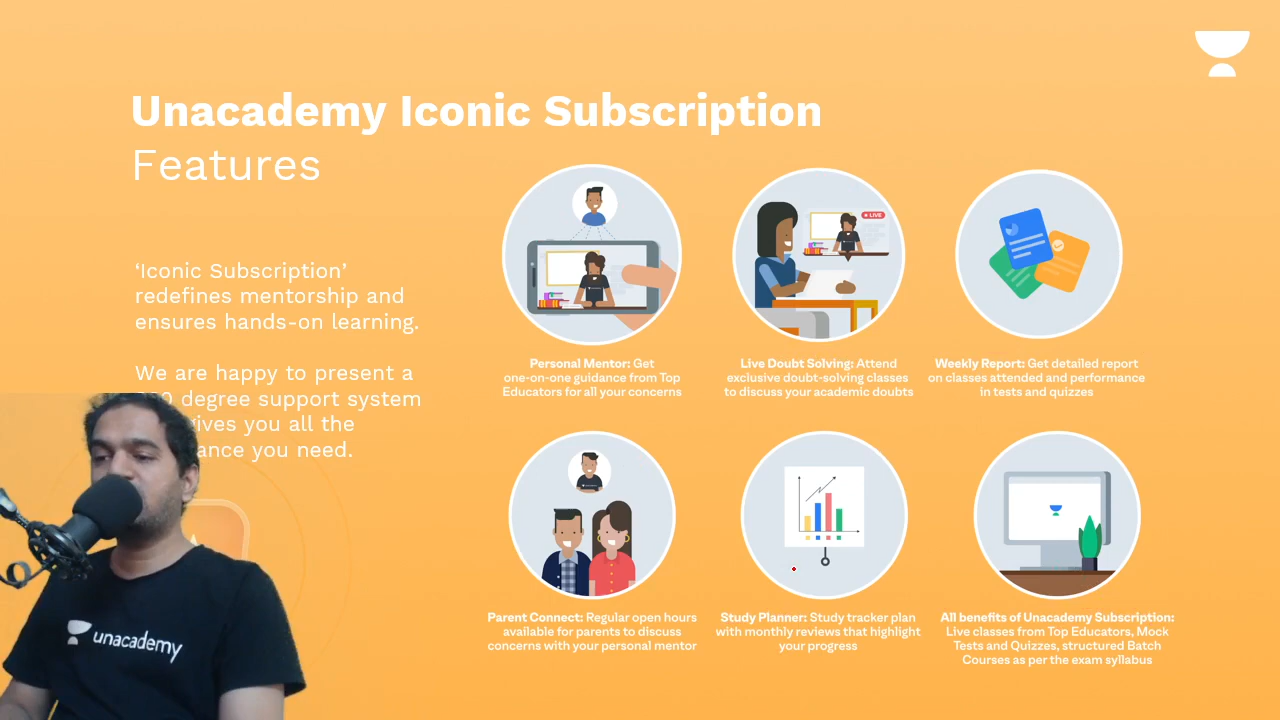 Unacademy Iconic Subscription
Features
‘Iconic Subscription’
redefines mentorship and
ensures hands-on learning.
We are happy to present a
degree support system
gives you all the
you need.
LIVE
Personal Mentor: Get
one-on-one guidance from Top
Educators for all your concerns
Live Doubt Solving: Attend
exclusive doubt-solving classes
to discuss your academic doubts
Weekly Report: Get detailed report
on classes attended and performance
in tests and quizzes
Parent Connect: Regular open hours
available for parents to discuss
concerns with your personal mentor
Study Planner: Study tracker plan
with monthly reviews that highlight
your progress
All benefits of Unacademy Subscription:
Live classes from Top Educators, Mock
Tests and Quizzes, structured Batch
Courses as per the exam syllabus
unacademy